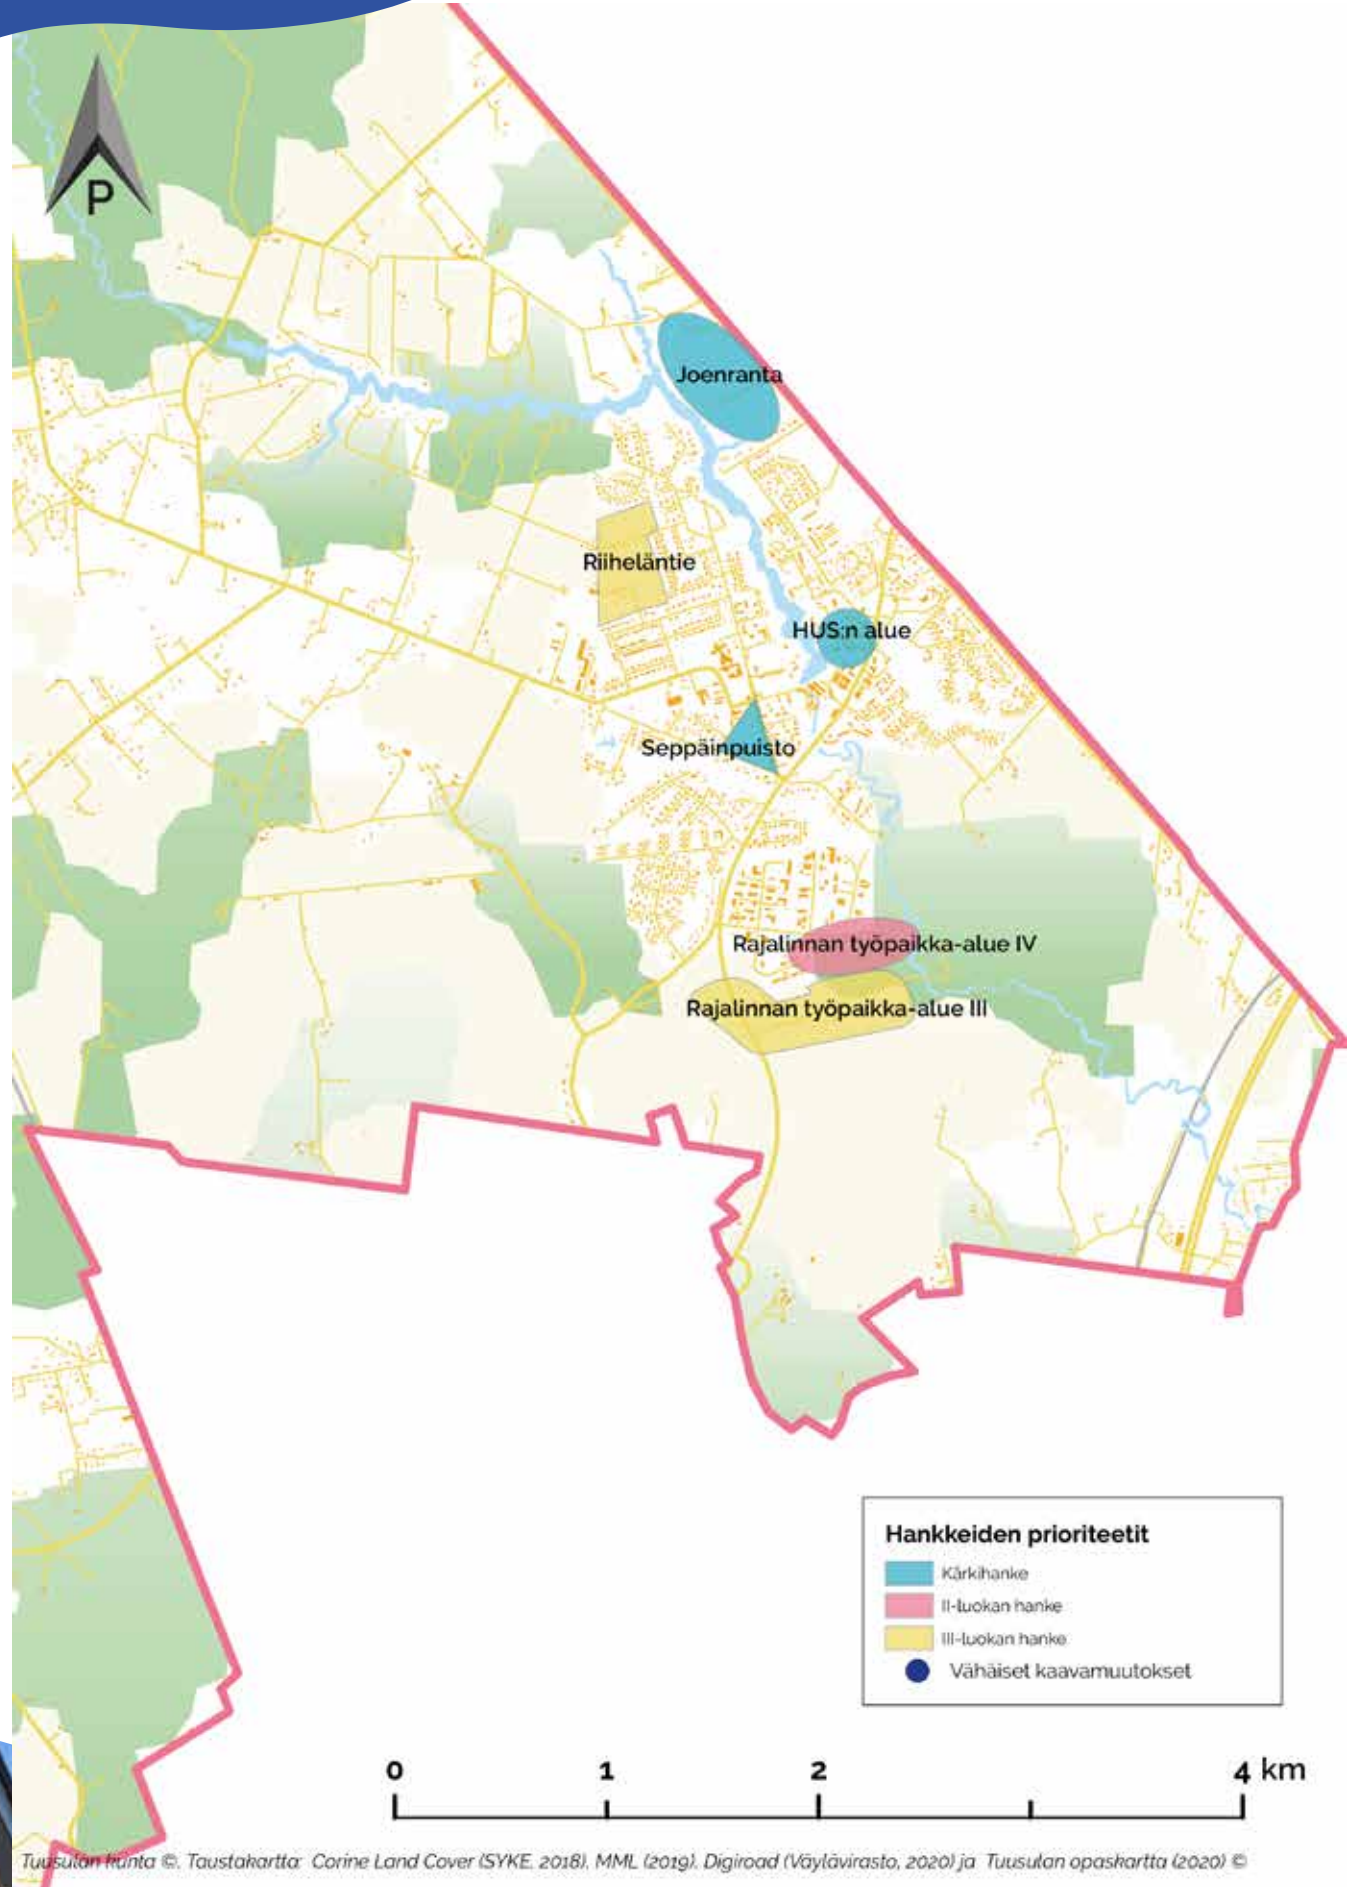 P
Joenranta
Riiheläntie
HUS:n alue
Seppäinpuisto
Rajalinnan työpaikka-alue IV
Rajalinnan työpaikka-alue III
Hankkeiden prioriteetit
Kärkihanke
II-luokan hanke
III-luokan hanke
Vähäiset kaavamuutokset
0 1 2 4 km
Tuusulan kunta ©. Taustakartta: Corine Land Cover (SYKE, 2018), MML (2019), Digiroad (Väylävirasto, 2020) ja Tuusulan opaskartta (2020) ©